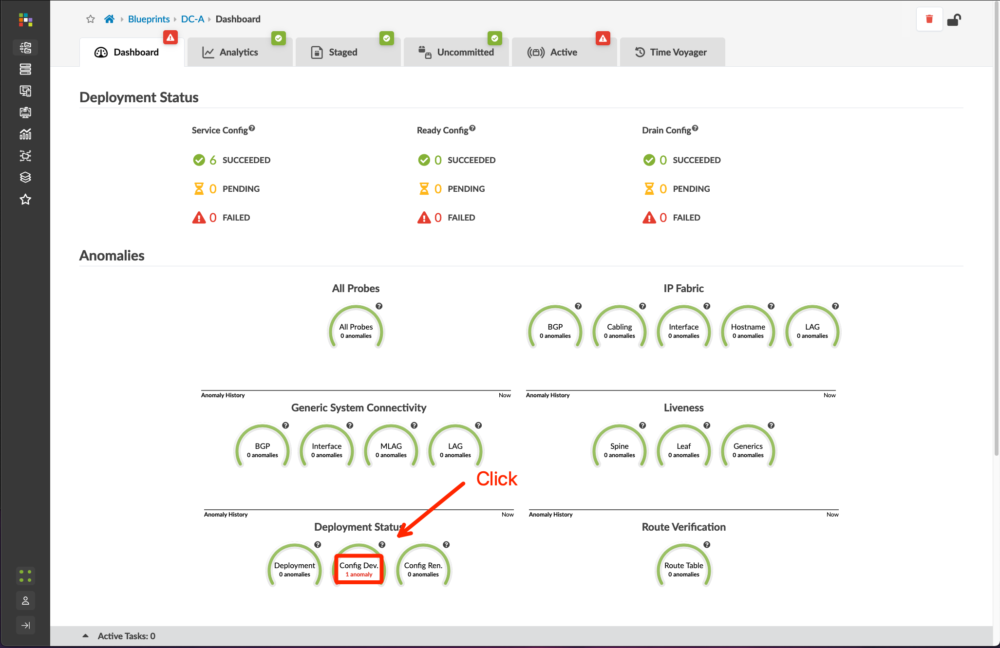 Blueprints DC-A Dashboard
Dashboard Analytics Staged Uncommitted Active Time Voyager
Deployment Status
Service Config Ready Config Drain Config
6 SUCCEEDED 0 SUCCEEDED 0 SUCCEEDED
0 PENDING 0 PENDING 0 PENDING
0 FAILED 0 FAILED 0 FAILED
Anomalies
All Probes
All Probes
0 anomalies
Anomaly History Now
IP Fabric
BGP Cabling Interface Hostname LAG
0 anomalies 0 anomalies 0 anomalies 0 anomalies 0 anomalies
Anomaly History Now
Generic System Connectivity
BGP Interface MLAG LAG
0 anomalies 0 anomalies 0 anomalies 0 anomalies
Anomaly History Now
Liveness
Spine Leaf Generics
0 anomalies 0 anomalies 0 anomalies
Anomaly History Now
Click
Deployment Status
Deployment Config Dev. Config Ren.
0 anomalies 1 anomaly 0 anomalies
Route Verification
Route Table
0 anomalies
Active Tasks: 0